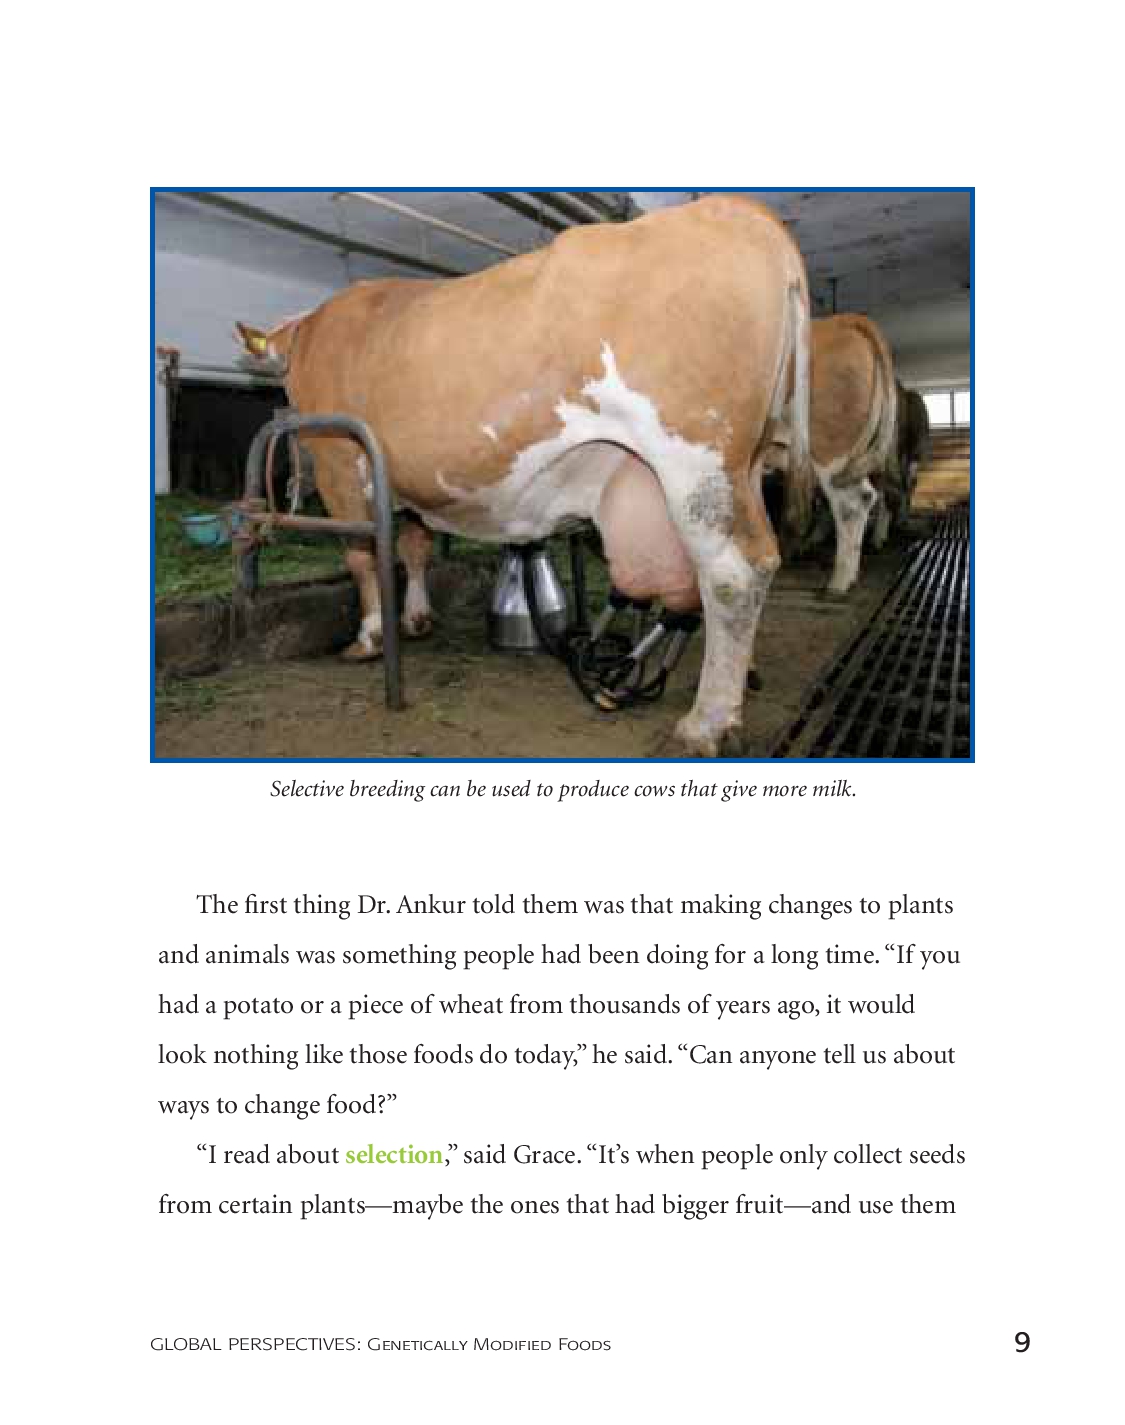 Selective breeding can be used to produce cows that give more milk.
The first thing Dr. Ankur told them was that making changes to plants
and animals was something people had been doing for a long time. “If you
had a potato or a piece of wheat from thousands of years ago, it would
look nothing like those foods do today,” he said. “Can anyone tell us about
ways to change food?”
“I read about selection,” said Grace. “It’s when people only collect seeds
from certain plants—maybe the ones that had bigger fruit—and use them
GLOBAL PERSPECTIVES: Genetically Modified Foods 9